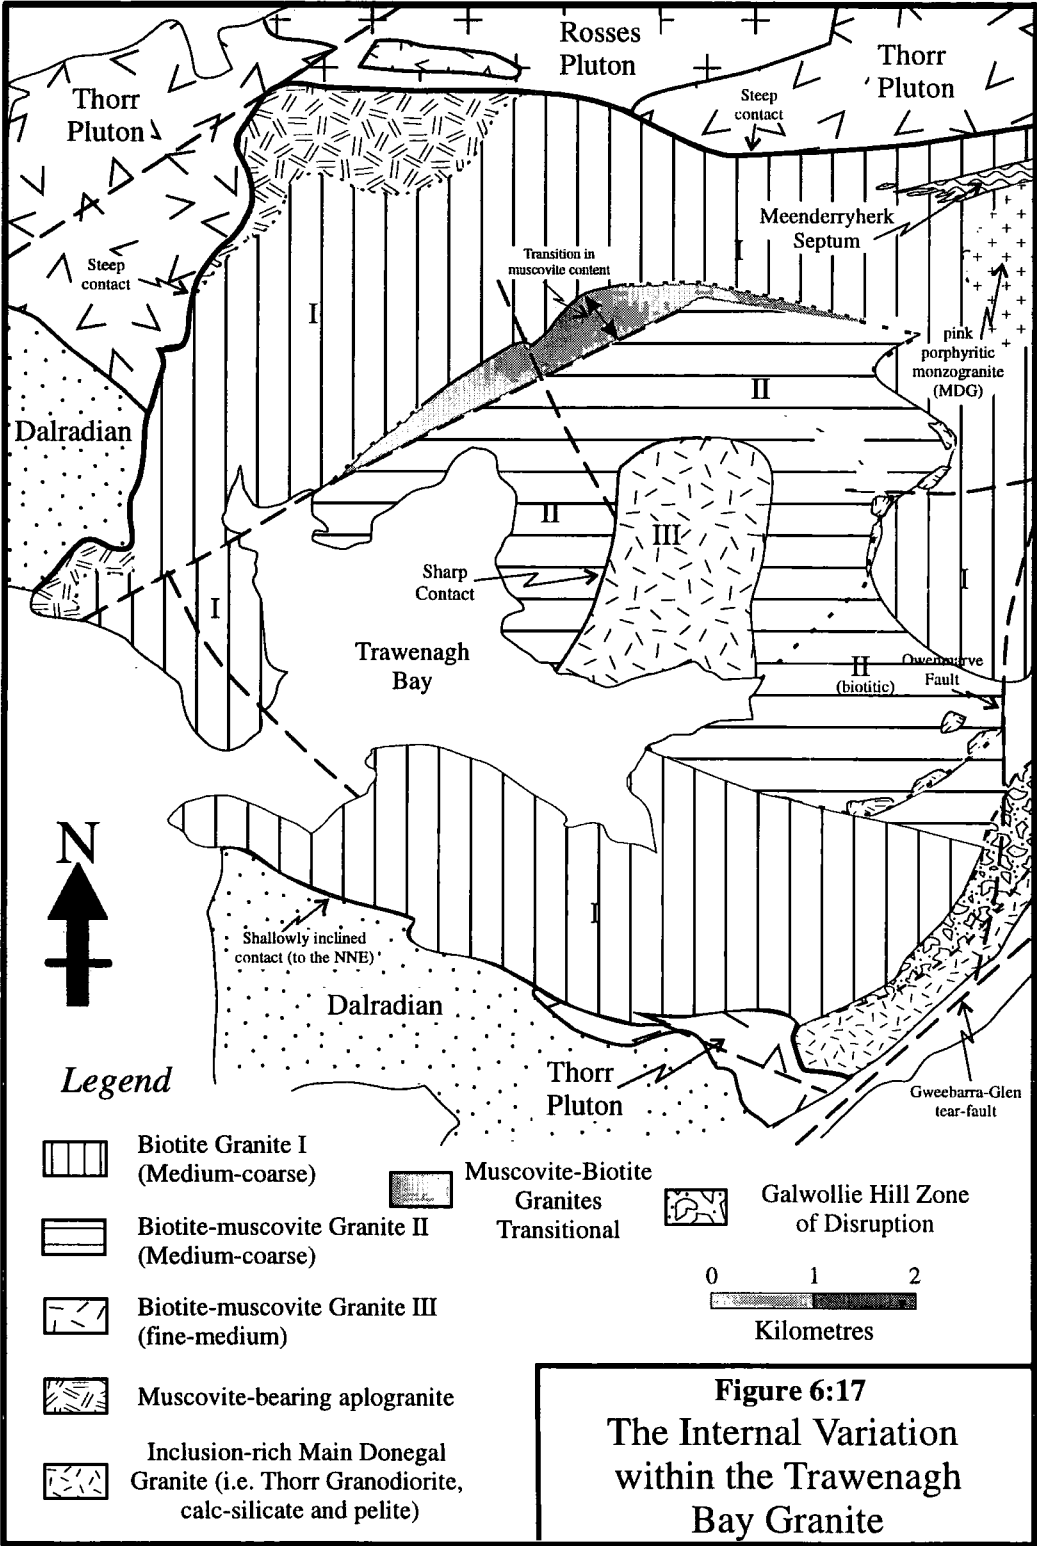 Rosses
Pluton
Thorr
Pluton
Thorr
Pluton
Steep
contact
Meenderryherk
Septum
I
Transition in
muscovite content
Steep
contact
I
pink
porphyritic
monzogranite
(MDG)
II
Dalradian
II
III
Sharp
Contact
I
I
Trawenagh
Bay
II
(biotitic)
Owenmarve
Fault
N
I
Shallowly inclined
contact (to the NNE)
Dalradian
Thorr
Pluton
Gweebarra-Glen
tear-fault
Legend
Biotite Granite I
(Medium-coarse)
Biotite-muscovite Granite II
(Medium-coarse)
Biotite-muscovite Granite III
(fine-medium)
Muscovite-bearing aplogranite
Inclusion-rich Main Donegal
Granite (i.e. Thorr Granodiorite,
calc-silicate and pelite)
Muscovite-Biotite
Granites
Transitional
Galwollie Hill Zone
of Disruption
0 1 2
Kilometres
Figure 6:17
The Internal Variation
within the Trawenagh
Bay Granite